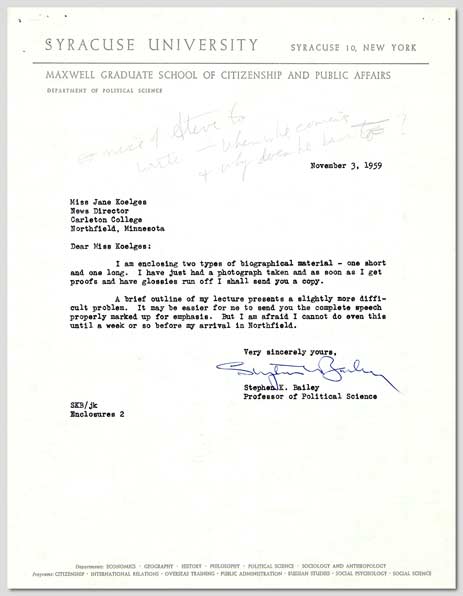 SYRACUSE UNIVERSITY SYRACUSE 10, NEW YORK
MAXWELL GRADUATE SCHOOL OF CITIZENSHIP AND PUBLIC AFFAIRS
DEPARTMENT OF POLITICAL SCIENCE
Steve to
write — when he comes
& why does he have to ?
November 3, 1959
Miss Jane Koelges
News Director
Carleton College
Northfield, Minnesota
Dear Miss Koelges:
I am enclosing two types of biographical material - one short
and one long. I have just had a photograph taken and as soon as I get
proofs and have glossies run off I shall send you a copy.
A brief outline of my lecture presents a slightly more diffi-
cult problem. It may be easier for me to send you the complete speech
properly marked up for emphasis. But I am afraid I cannot do even this
until a week or so before my arrival in Northfield.
Very sincerely yours,
Stephen K. Bailey
Stephen K. Bailey
Professor of Political Science
SKB/jk
Enclosures 2
Departments: ECONOMICS · GEOGRAPHY · HISTORY · PHILOSOPHY · POLITICAL SCIENCE · SOCIOLOGY AND ANTHROPOLOGY
Programs: CITIZENSHIP · INTERNATIONAL RELATIONS · OVERSEAS TRAINING · PUBLIC ADMINISTRATION · RUSSIAN STUDIES · SOCIAL PSYCHOLOGY · SOCIAL SCIENCE